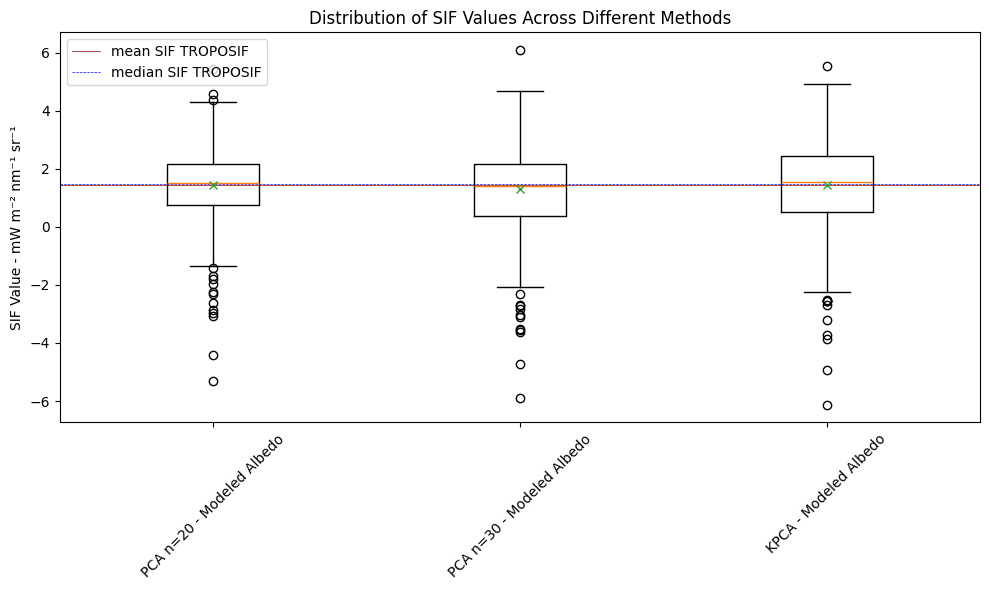 Distribution of SIF Values Across Different Methods
mean SIF TROPOSIF
median SIF TROPOSIF
SIF Value - mW m⁻² nm⁻¹ sr⁻¹
6
4
2
0
−2
−4
−6
PCA n=20 - Modeled Albedo
PCA n=30 - Modeled Albedo
KPCA - Modeled Albedo